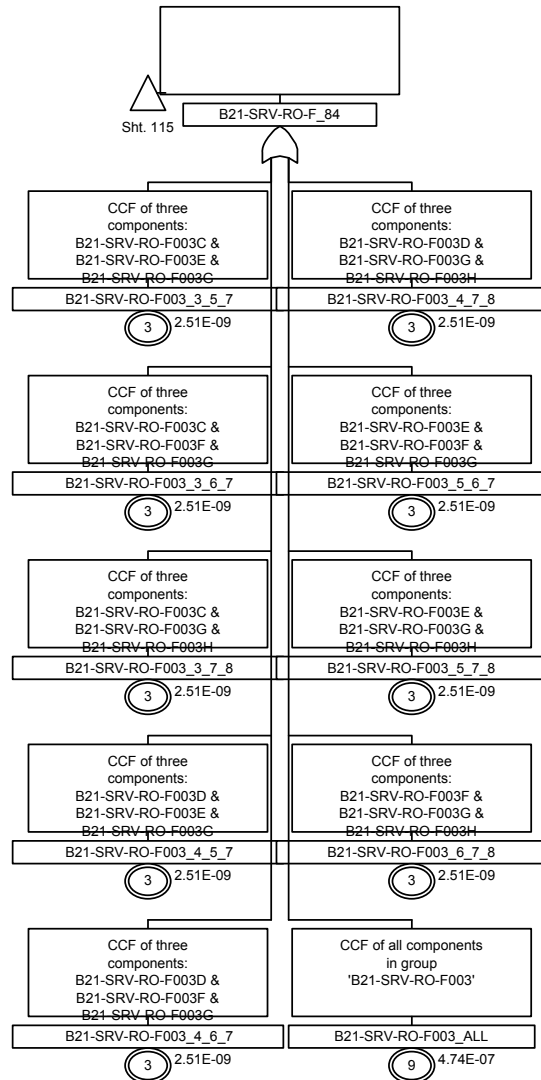 Sht. 115
B21-SRV-RO-F_84
CCF of three
components:
B21-SRV-RO-F003C &
B21-SRV-RO-F003E &
B21-SRV-RO-F003G
B21-SRV-RO-F003_3_5_7
3
2.51E-09
CCF of three
components:
B21-SRV-RO-F003D &
B21-SRV-RO-F003G &
B21-SRV-RO-F003H
B21-SRV-RO-F003_4_7_8
3
2.51E-09
CCF of three
components:
B21-SRV-RO-F003C &
B21-SRV-RO-F003F &
B21-SRV-RO-F003G
B21-SRV-RO-F003_3_6_7
3
2.51E-09
CCF of three
components:
B21-SRV-RO-F003E &
B21-SRV-RO-F003F &
B21-SRV-RO-F003G
B21-SRV-RO-F003_5_6_7
3
2.51E-09
CCF of three
components:
B21-SRV-RO-F003C &
B21-SRV-RO-F003G &
B21-SRV-RO-F003H
B21-SRV-RO-F003_3_7_8
3
2.51E-09
CCF of three
components:
B21-SRV-RO-F003E &
B21-SRV-RO-F003G &
B21-SRV-RO-F003H
B21-SRV-RO-F003_5_7_8
3
2.51E-09
CCF of three
components:
B21-SRV-RO-F003D &
B21-SRV-RO-F003E &
B21-SRV-RO-F003G
B21-SRV-RO-F003_4_5_7
3
2.51E-09
CCF of three
components:
B21-SRV-RO-F003F &
B21-SRV-RO-F003G &
B21-SRV-RO-F003H
B21-SRV-RO-F003_6_7_8
3
2.51E-09
CCF of three
components:
B21-SRV-RO-F003D &
B21-SRV-RO-F003F &
B21-SRV-RO-F003G
B21-SRV-RO-F003_4_6_7
3
2.51E-09
CCF of all components
in group
'B21-SRV-RO-F003'
B21-SRV-RO-F003_ALL
9
4.74E-07